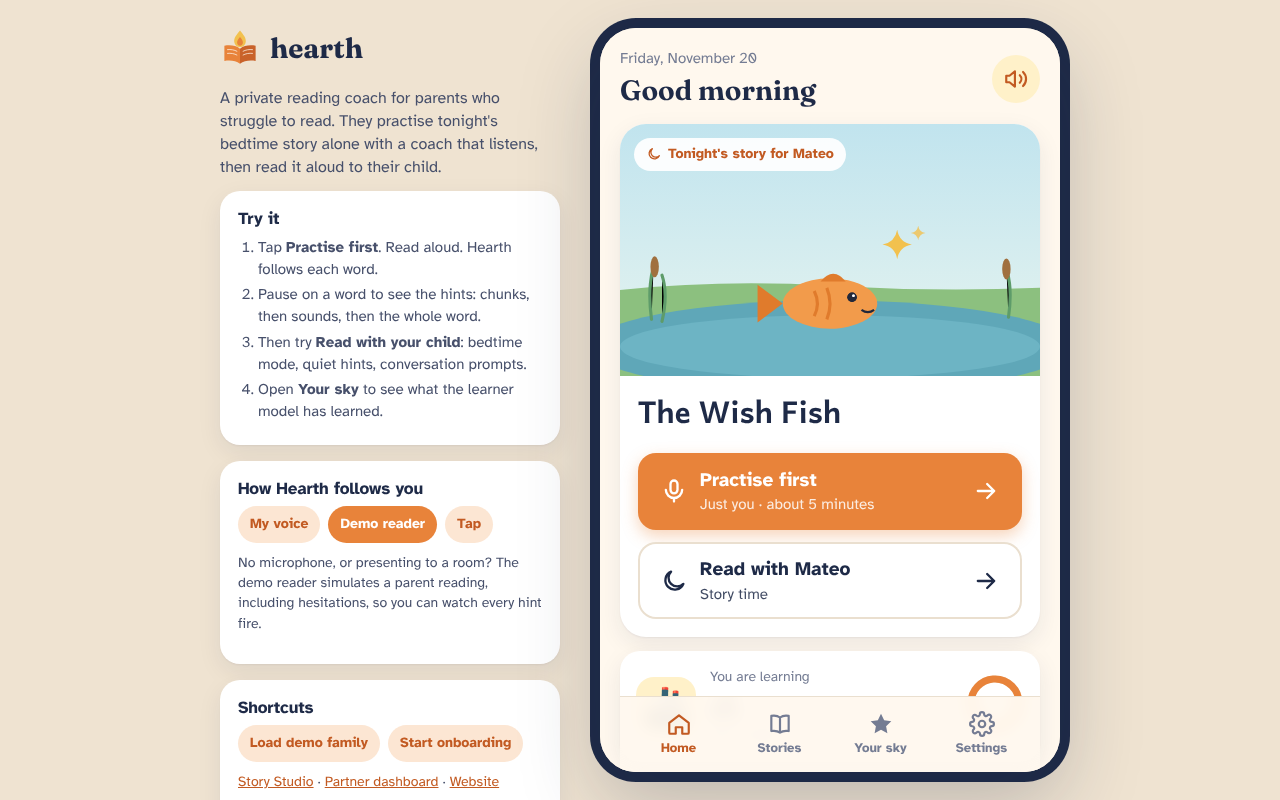 hearth
A private reading coach for parents who
struggle to read. They practise tonight's
bedtime story alone with a coach that listens,
then read it aloud to their child.
Try it
1. Tap Practise first. Read aloud. Hearth
follows each word.
2. Pause on a word to see the hints: chunks,
then sounds, then the whole word.
3. Then try Read with your child: bedtime
mode, quiet hints, conversation prompts.
4. Open Your sky to see what the learner
model has learned.
How Hearth follows you
My voice
Demo reader
Tap
No microphone, or presenting to a room? The
demo reader simulates a parent reading,
including hesitations, so you can watch every hint
fire.
Shortcuts
Load demo family
Start onboarding
Story Studio · Partner dashboard · Website
Friday, November 20
Good morning
Tonight's story for Mateo
The Wish Fish
Practise first
Just you · about 5 minutes
Read with Mateo
Story time
You are learning
Home
Stories
Your sky
Settings